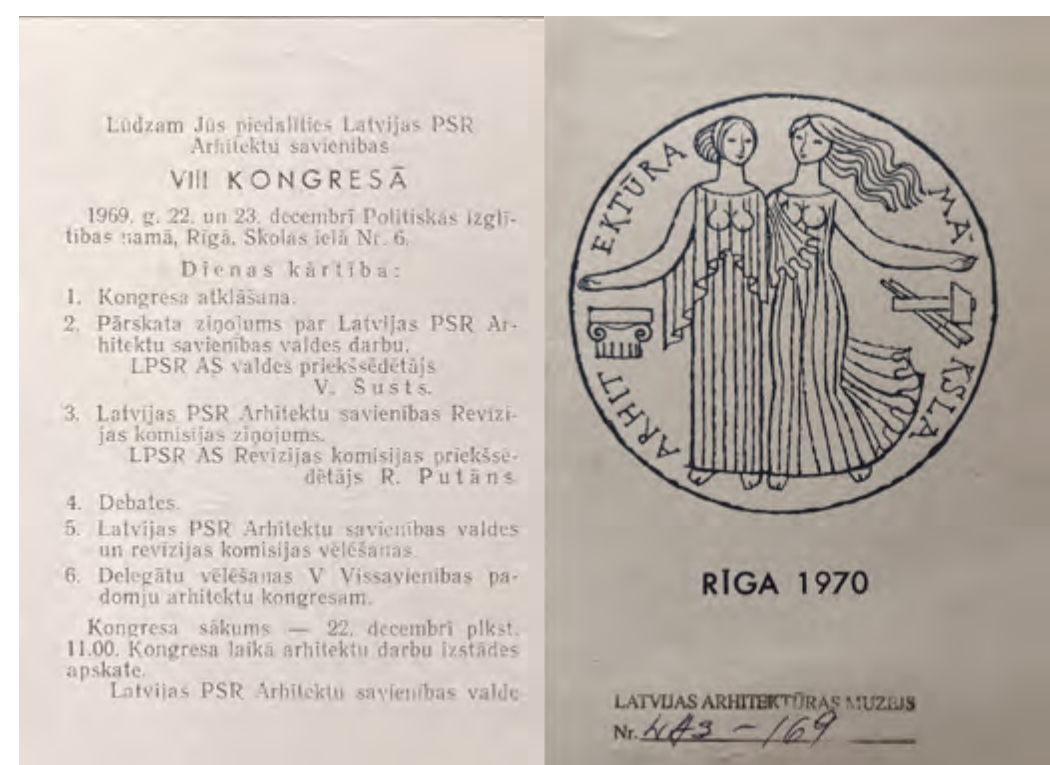 Lūdzam Jūs piedalīties Latvijas PSR
Arhitektu savienības
VIII KONGRESĀ
1969. g. 22. un 23. decembrī Politiskās izglī-
tības namā, Rīgā, Skolas ielā Nr. 6.
Dienas kārtība:
1. Kongresa atklāšana.
2. Pārskata ziņojums par Latvijas PSR Ar-
hitektu savienības valdes darbu.
LPSR AS valdes priekšsēdētājs
V. Šusts.
3. Latvijas PSR Arhitektu savienības Revīzi-
jas komisijas ziņojums.
LPSR AS Revīzijas komisijas priekšsē-
dētājs R. Putāns
4. Debates.
5. Latvijas PSR Arhitektu savienības valdes
un revīzijas komisijas vēlēšanas.
6. Delegātu vēlēšanas V Vissavienības pa-
domju arhitektu kongresam.
Kongresa sākums — 22. decembrī plkst.
11.00. Kongresa laikā arhitektu darbu izstādes
apskate.
Latvijas PSR Arhitektu savienības valde
ARHITEKTŪRA MĀKSLA
RĪGA 1970
LATVIJAS ARHITEKTŪRAS MUZEJS
Nr. - 169